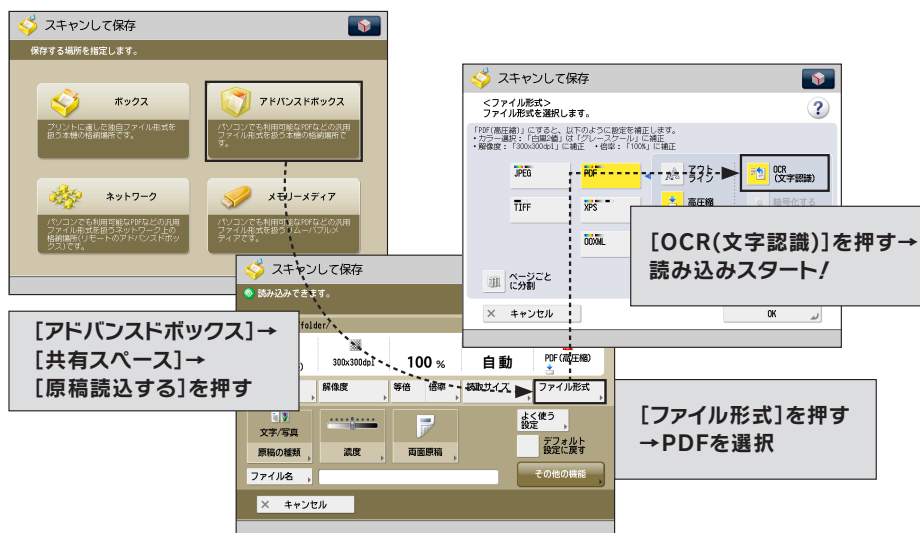 スキャンして保存
保存する場所を指定します。
ボックス
プリントに適した独自ファイル形式を
扱う本機の格納場所です。
アドバンスドボックス
パソコンでも利用可能なPDFなどの汎用
ファイル形式を扱う本機の格納場所で
す。
ネットワーク
パソコンでも利用可能なPDFなどの汎用
ファイル形式を扱うネットワーク上の
格納場所(リモートのアドバンスドボッ
クス)です。
メモリーメディア
パソコンでも利用可能なPDFなどの汎用
ファイル形式を扱うリムーバブルメ
ディアです。
[アドバンスドボックス]→
[共有スペース]→
[原稿読込する]を押す
スキャンして保存
読み込みできます。
folder/
300x300dpi
100 %
自動
PDF(高圧縮)
解像度
等倍
倍率
読取サイズ
ファイル形式
文字/写真
原稿の種類
濃度
両面原稿
よく使う
設定
デフォルト
設定に戻す
ファイル名
その他の機能
× キャンセル
[ファイル形式]を押す
→PDFを選択
スキャンして保存
<ファイル形式>
ファイル形式を選択します。
?
「PDF(高圧縮)」にすると、以下のように設定を補正します。
・カラー選択：「白黒2値」は「グレースケール」に補正
・解像度：「300x300dpi」に補正 ・倍率：「100%」に補正
JPEG
PDF
アウト
ライン
OCR
(文字認識)
TIFF
XPS
高圧縮
暗号化する
OOXML
ページごと
に分割
× キャンセル
OK
[OCR(文字認識)]を押す→
読み込みスタート!